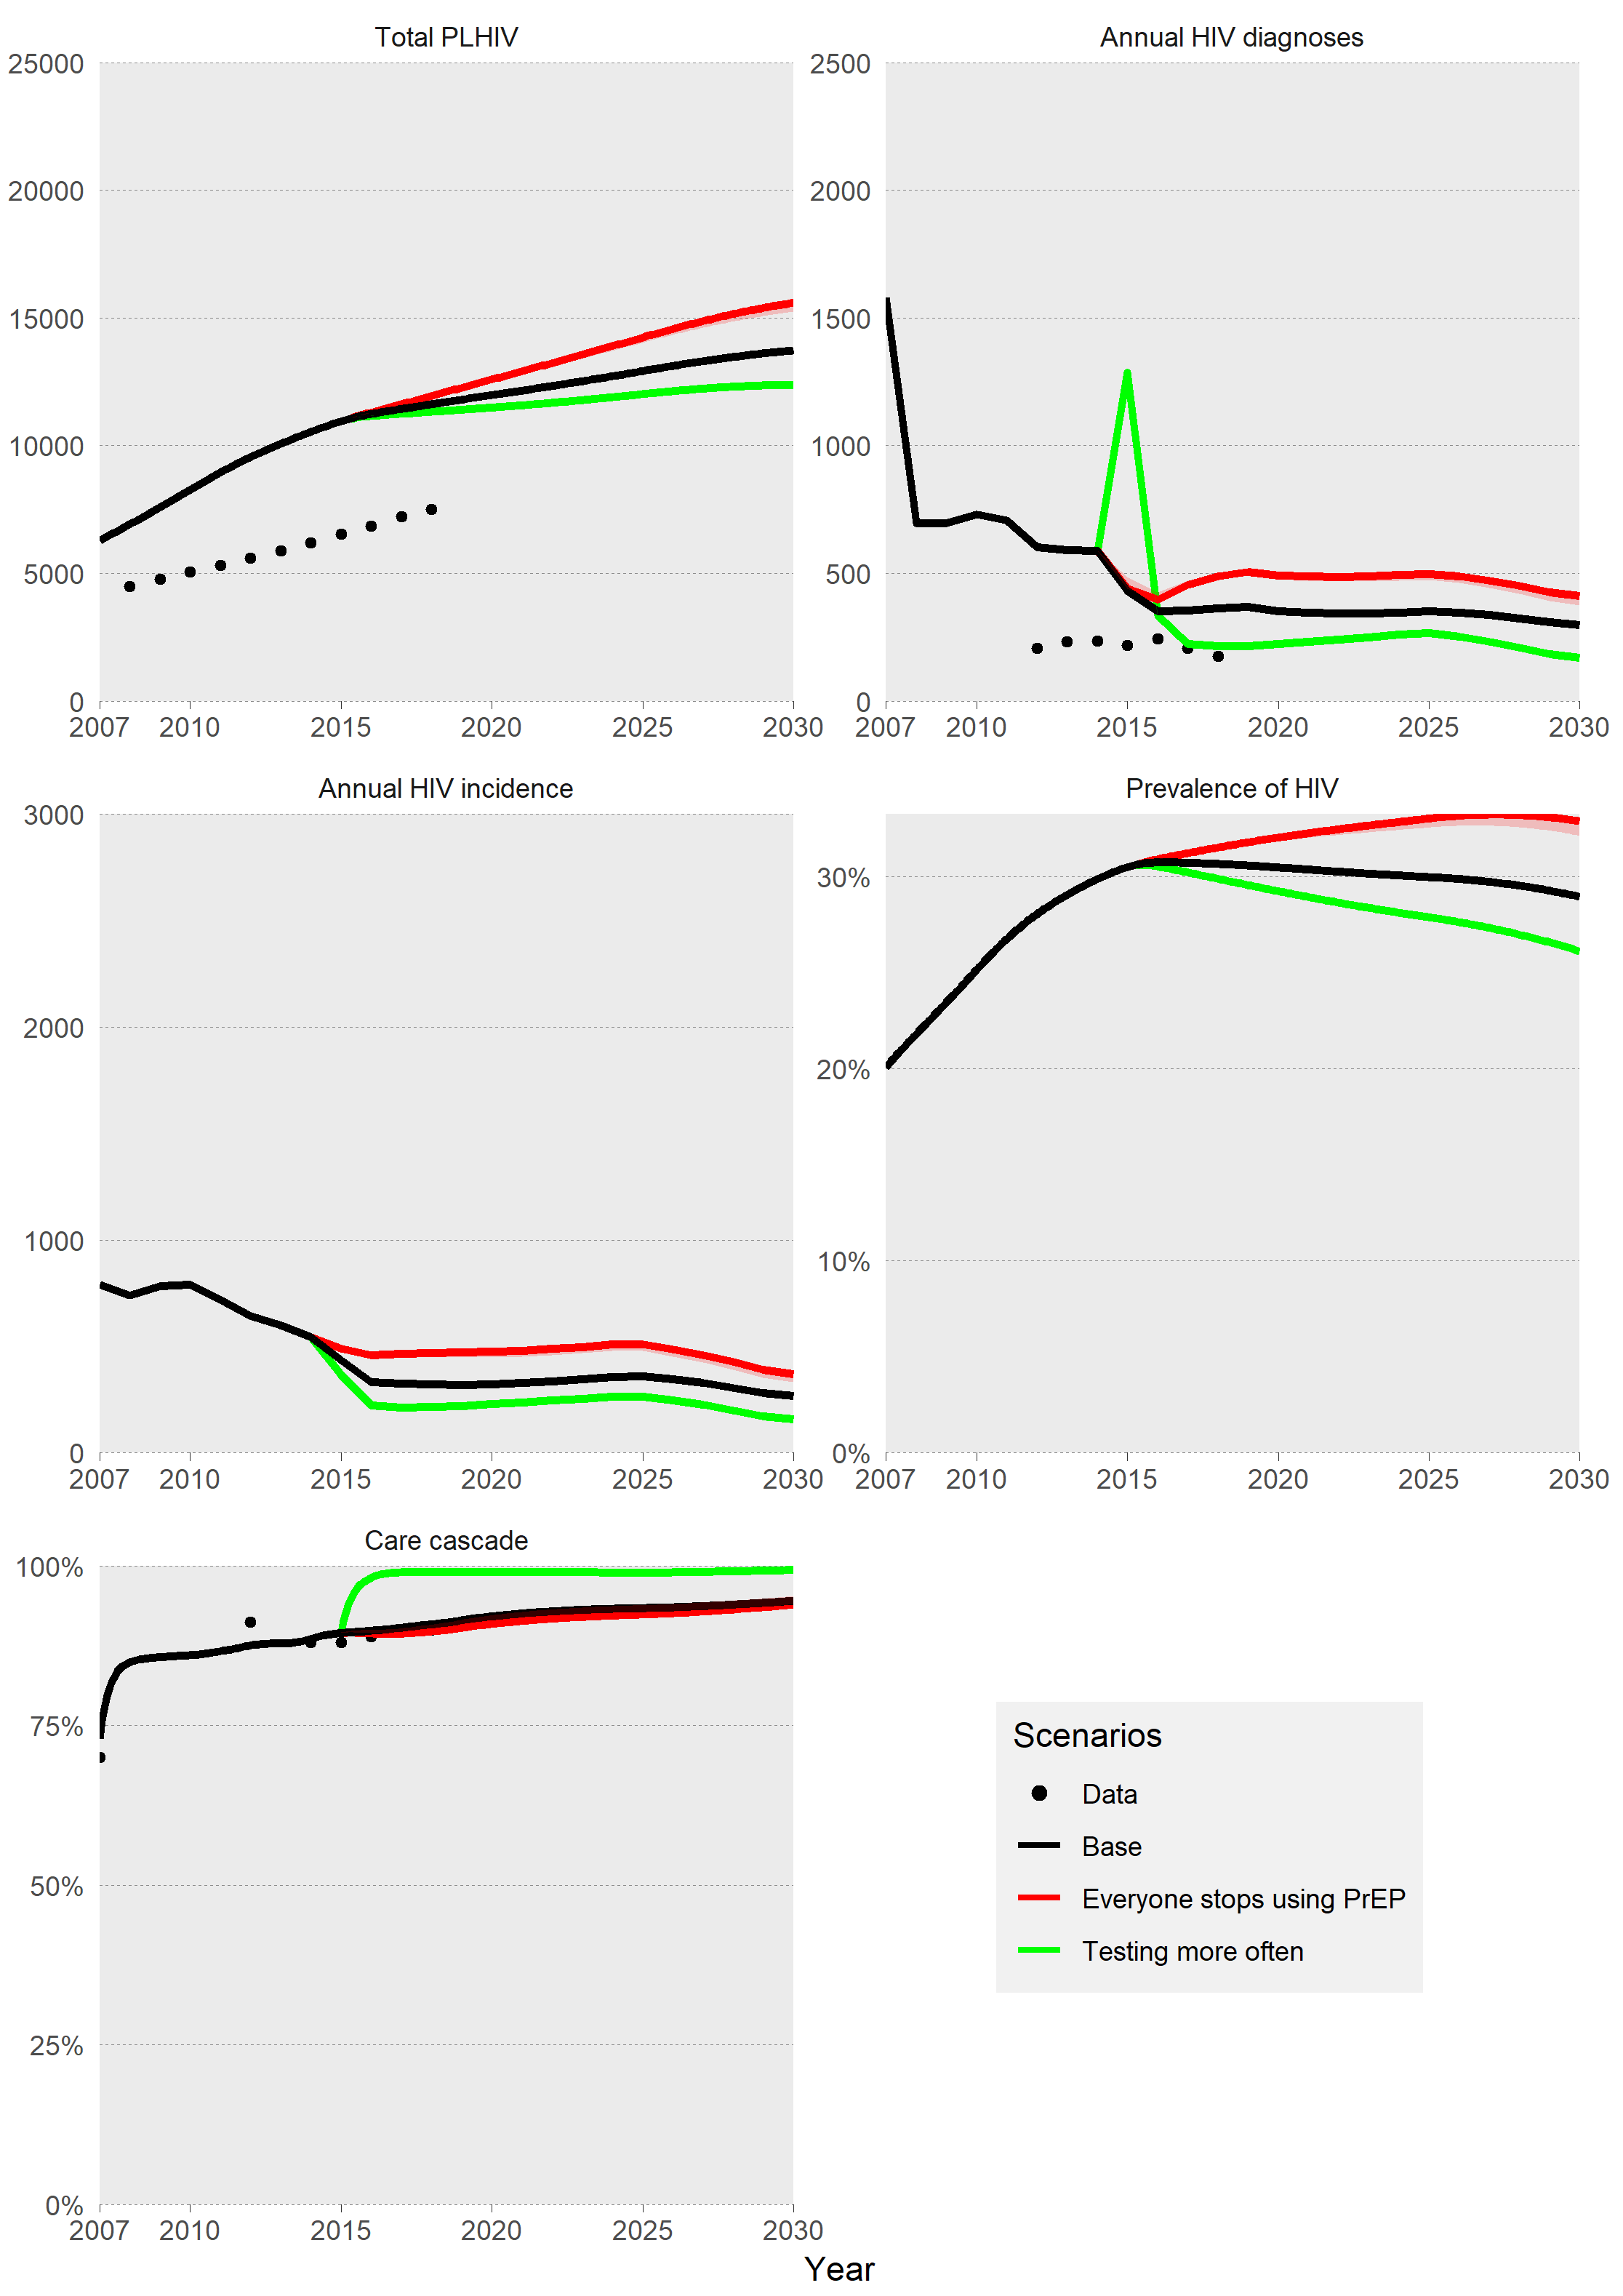 Total PLHIV
25000
20000
15000
10000
5000
0
2007 2010 2015 2020 2025 2030
Annual HIV diagnoses
2500
2000
1500
1000
500
0
2007 2010 2015 2020 2025 2030
Annual HIV incidence
3000
2000
1000
0
2007 2010 2015 2020 2025 2030
Prevalence of HIV
30%
20%
10%
0%
2007 2010 2015 2020 2025 2030
Care cascade
100%
75%
50%
25%
0%
2007 2010 2015 2020 2025 2030
Scenarios
Data
Base
Everyone stops using PrEP
Testing more often
Year